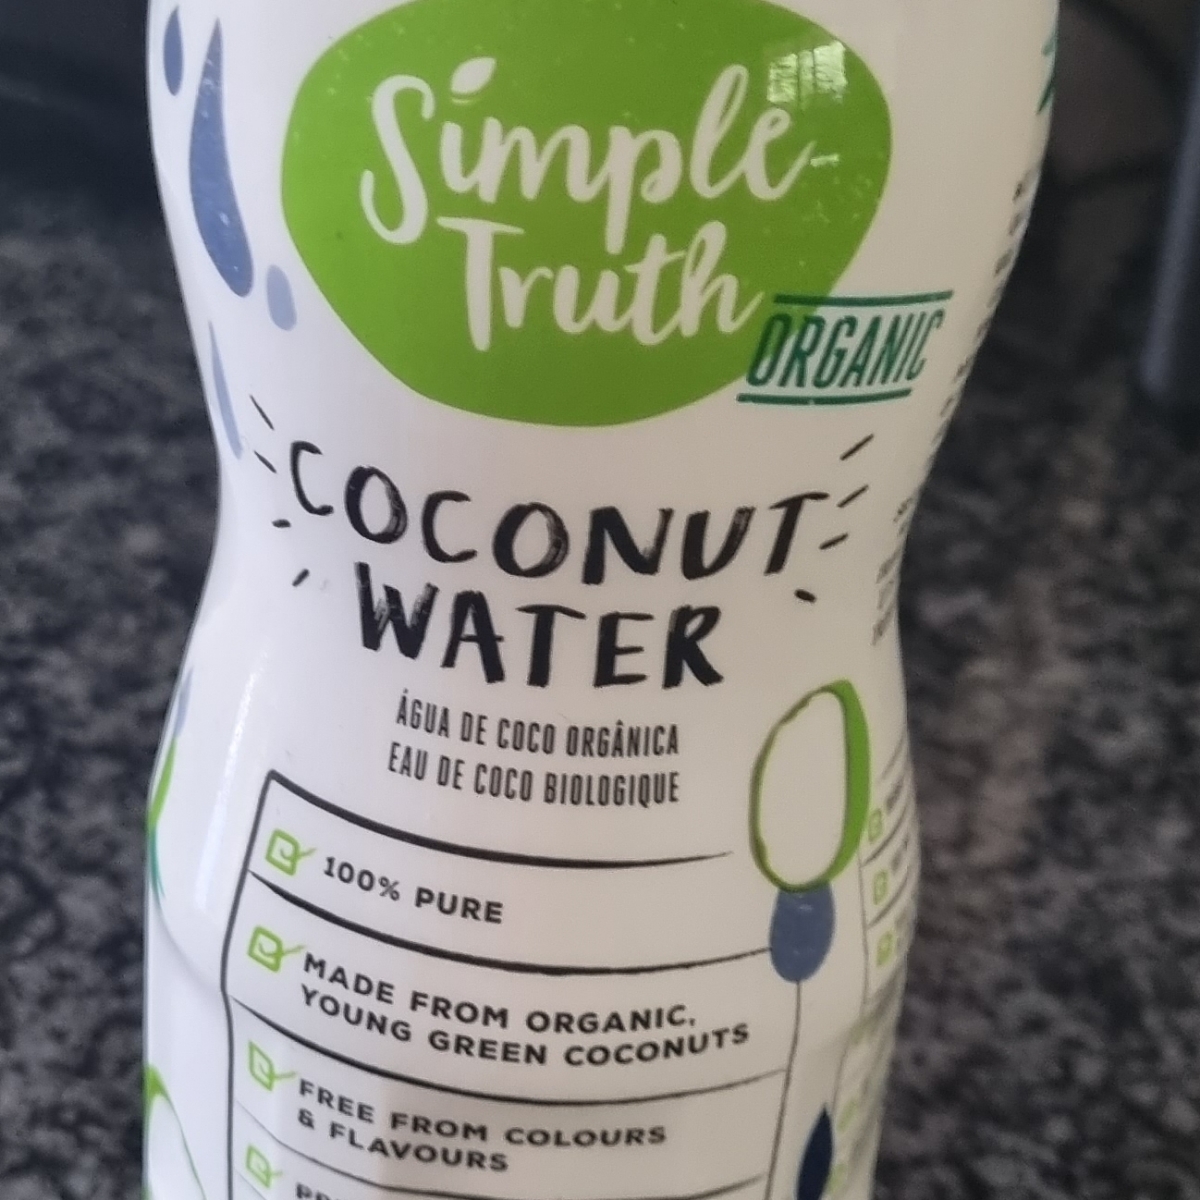 Simple
Truth
ORGANIC
COCONUT
WATER
ÁGUA DE COCO ORGÂNICA
EAU DE COCO BIOLOGIQUE
100% PURE
MADE FROM ORGANIC,
YOUNG GREEN COCONUTS
FREE FROM COLOURS
& FLAVOURS